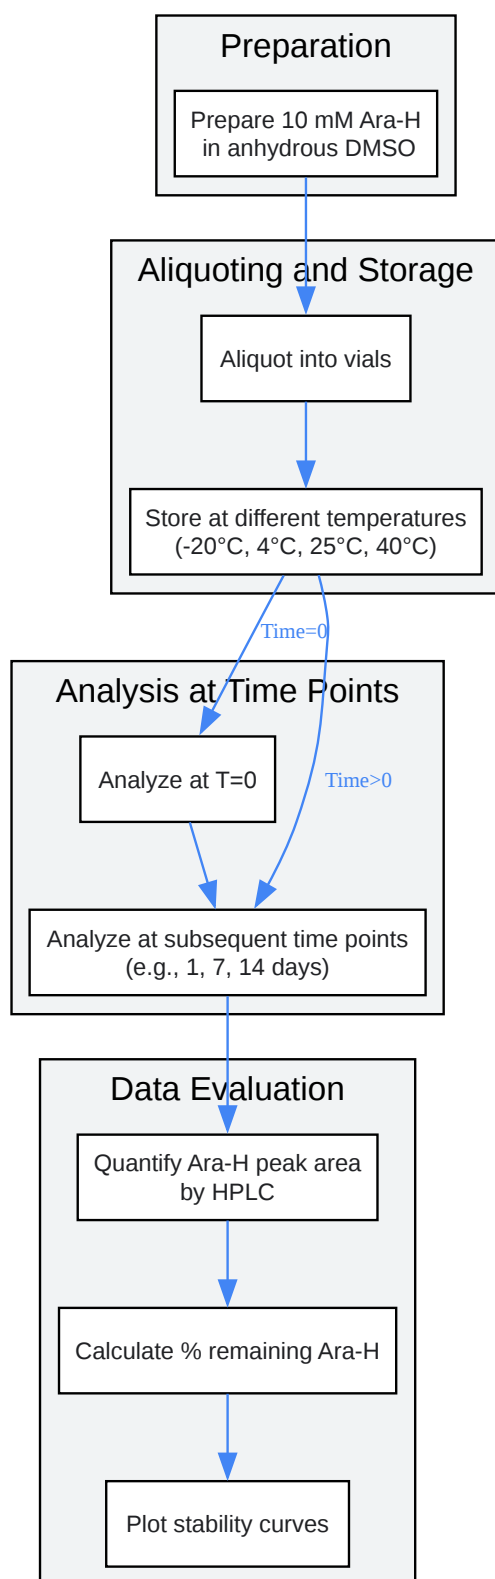 Preparation
Prepare 10 mM Ara-H
in anhydrous DMSO
Aliquoting and Storage
Aliquot into vials
Store at different temperatures
(-20°C, 4°C, 25°C, 40°C)
Time=0
Analysis at Time Points
Analyze at T=0
Time>0
Analyze at subsequent time points
(e.g., 1, 7, 14 days)
Data Evaluation
Quantify Ara-H peak area
by HPLC
Calculate % remaining Ara-H
Plot stability curves